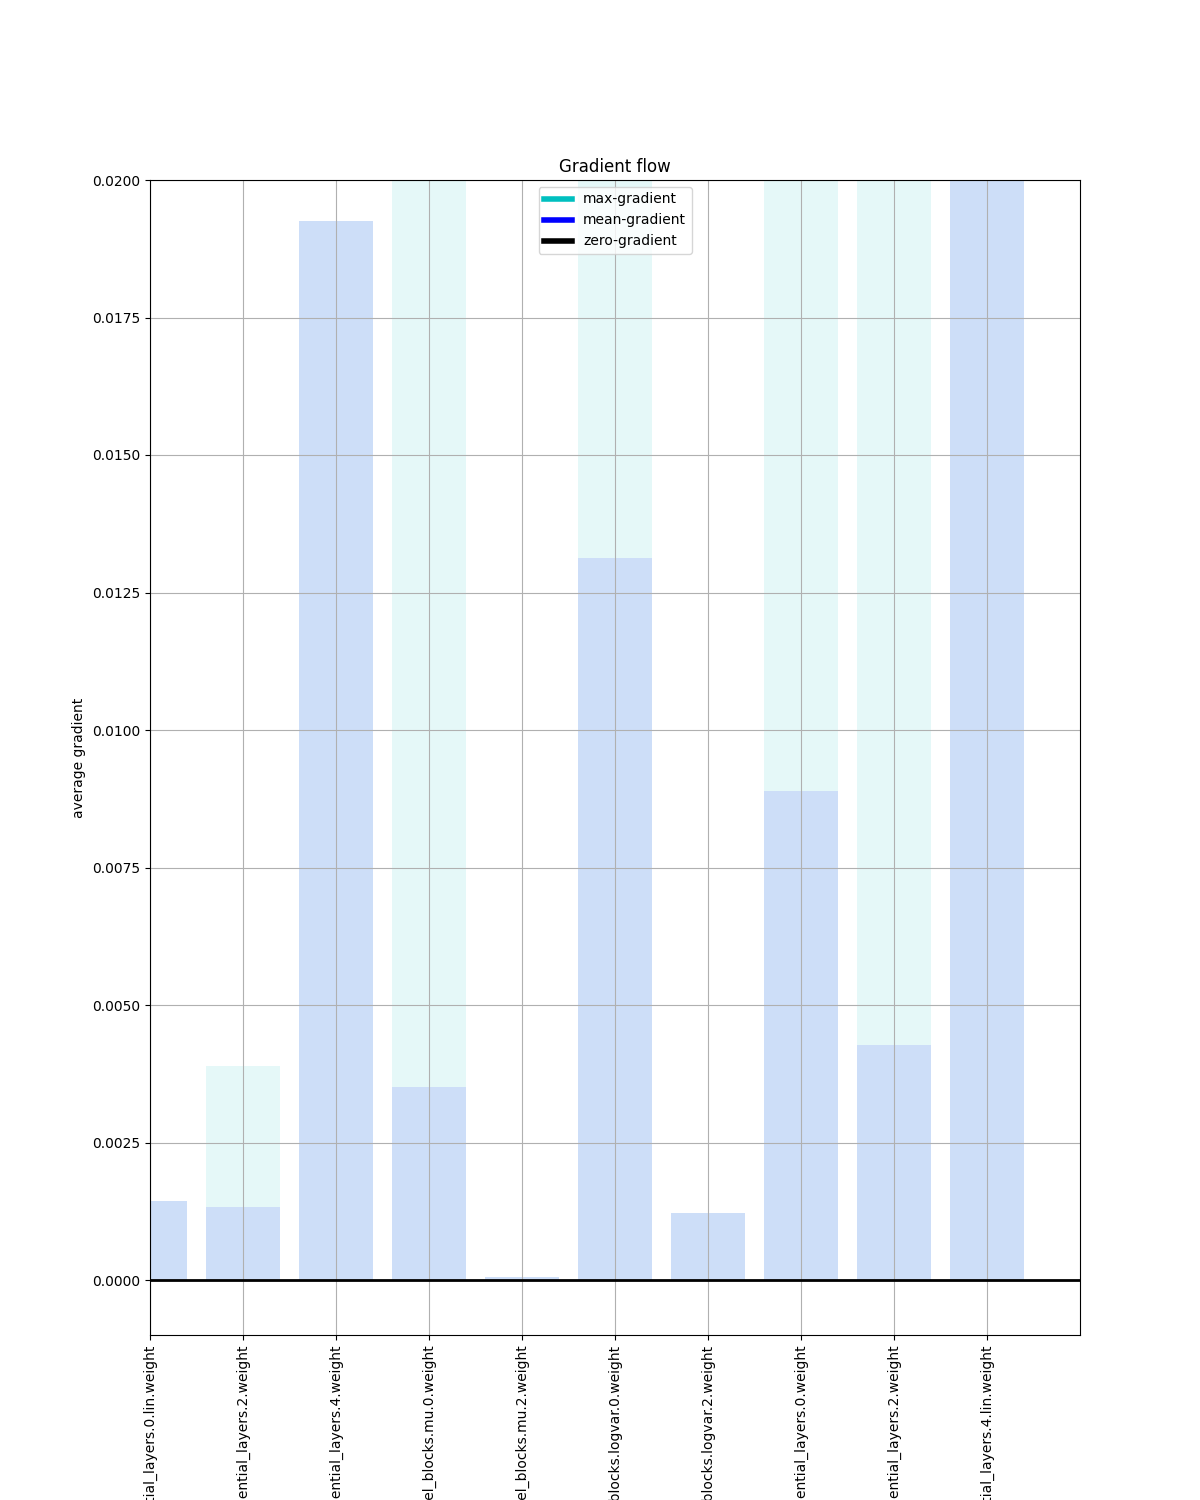 Gradient flow
max-gradient
mean-gradient
zero-gradient
0.0200
0.0175
0.0150
0.0125
0.0100
0.0075
0.0050
0.0025
0.0000
average gradient
tial_layers.0.lin.weight
ential_layers.2.weight
ential_layers.4.weight
el_blocks.mu.0.weight
el_blocks.mu.2.weight
blocks.logvar.0.weight
blocks.logvar.2.weight
ential_layers.0.weight
ential_layers.2.weight
tial_layers.4.lin.weight